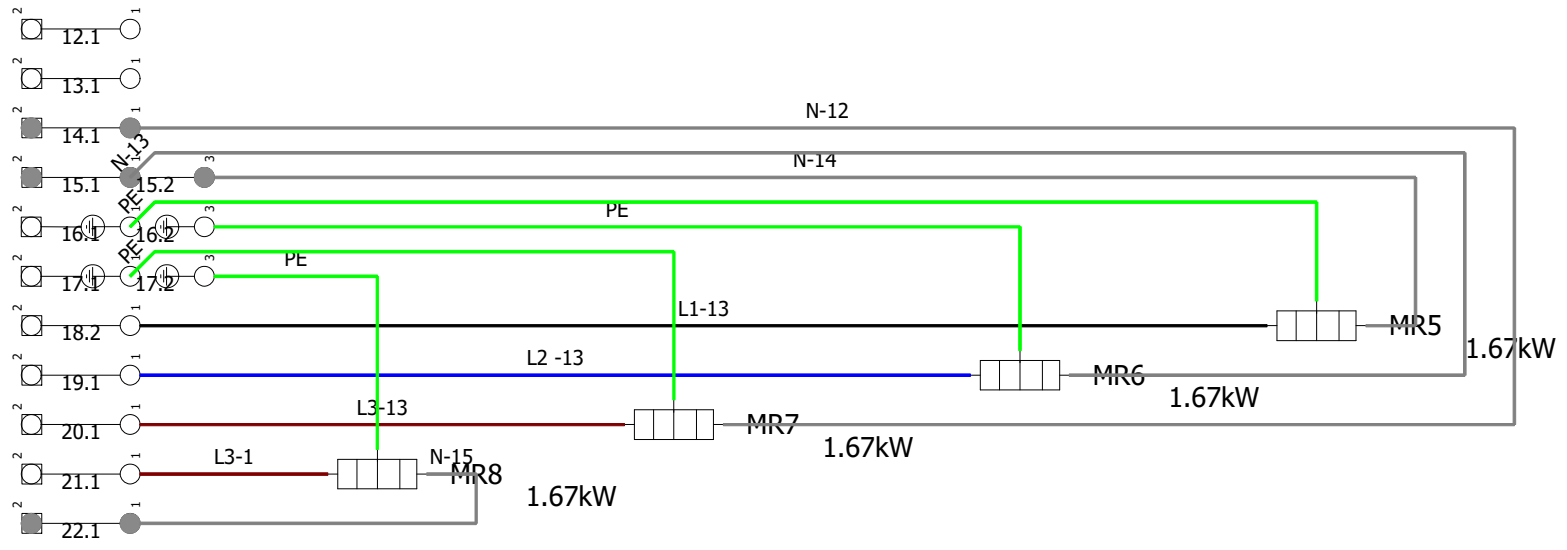 2 1
12.1
2 1
13.1
2 1 N-12
14.1
2 N-13 1 3 N-14
15.1 15.2
2 PE 1 3 PE
16.1 16.2
2 PE 1 3 PE
17.1 17.2
2 1 L1-13
18.2 MR5
1.67kW
2 1 L2 -13
19.1 MR6
1.67kW
2 1 L3-13
20.1 MR7
1.67kW
2 1 L3-1 N-15
21.1 MR8
1.67kW
2 1
22.1